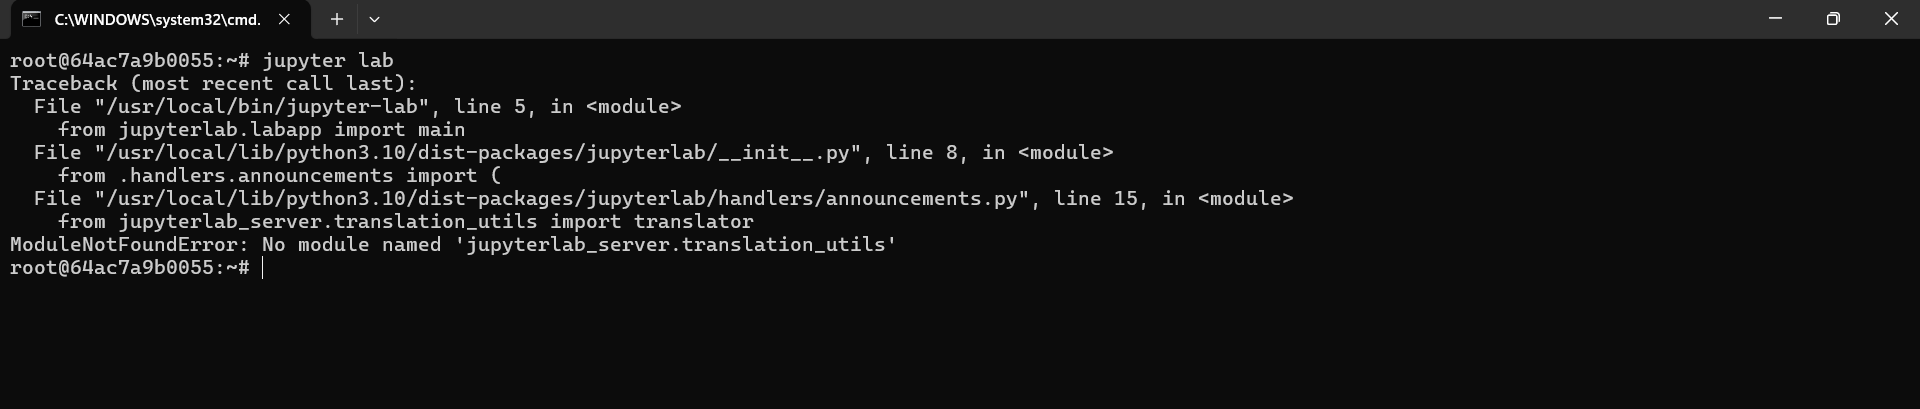 C:\WINDOWS\system32\cmd.
root@64ac7a9b0055:~# jupyter lab
Traceback (most recent call last):
  File "/usr/local/bin/jupyter-lab", line 5, in <module>
    from jupyterlab.labapp import main
  File "/usr/local/lib/python3.10/dist-packages/jupyterlab/__init__.py", line 8, in <module>
    from .handlers.announcements import (
  File "/usr/local/lib/python3.10/dist-packages/jupyterlab/handlers/announcements.py", line 15, in <module>
    from jupyterlab_server.translation_utils import translator
ModuleNotFoundError: No module named 'jupyterlab_server.translation_utils'
root@64ac7a9b0055:~#